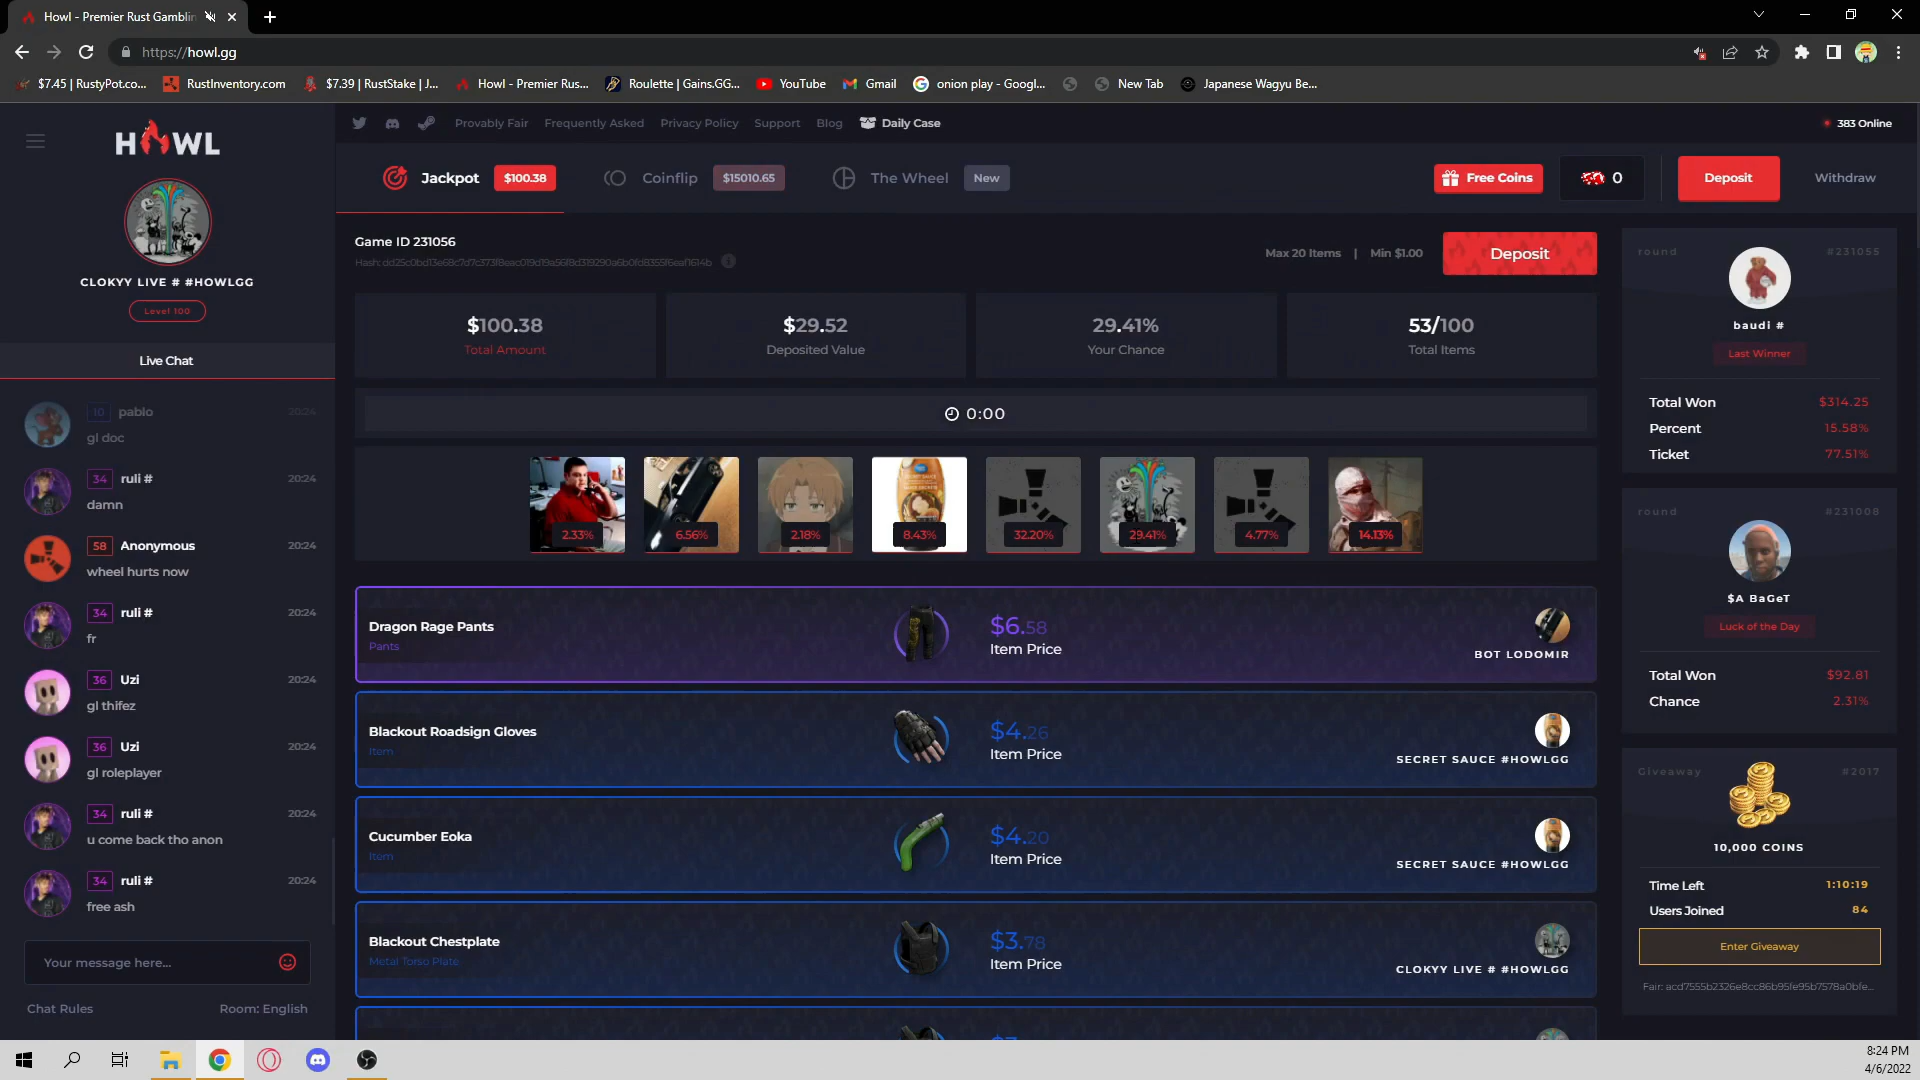 Howl - Premier Rust Gamblin
https://howl.gg
$7.45 | RustyPot.co...
RustInventory.com
$7.39 | RustStake | J...
Howl - Premier Rus...
Roulette | Gains.GG...
YouTube
Gmail
onion play - Googl...
New Tab
Japanese Wagyu Be...
HOWL
Provably Fair
Frequently Asked
Privacy Policy
Support
Blog
Daily Case
383 Online
Jackpot
$100.38
Coinflip
$15010.65
The Wheel
New
Free Coins
0
Deposit
Withdraw
CLOKYY LIVE # #HOWLGG
Level 100
Live Chat
10 pablo 20:24
gl doc
34 ruli # 20:24
damn
58 Anonymous 20:24
wheel hurts now
34 ruli # 20:24
fr
36 Uzi 20:24
gl thifez
36 Uzi 20:24
gl roleplayer
34 ruli # 20:24
u come back tho anon
34 ruli # 20:24
free ash
Your message here...
Chat Rules
Room: English
Game ID 231056
Max 20 Items | Min $1.00
Deposit
$100.38
Total Amount
$29.52
Deposited Value
29.41%
Your Chance
53/100
Total Items
0:00
2.33%
6.56%
2.18%
8.43%
32.20%
29.41%
4.77%
14.13%
Dragon Rage Pants
Pants
$6.58
Item Price
BOT LODOMIR
Blackout Roadsign Gloves
Item
$4.26
Item Price
SECRET SAUCE #HOWLGG
Cucumber Eoka
Item
$4.20
Item Price
SECRET SAUCE #HOWLGG
Blackout Chestplate
Metal Torso Plate
$3.78
Item Price
CLOKYY LIVE # #HOWLGG
round #231055
baudi #
Last Winner
Total Won $314.25
Percent 15.58%
Ticket 77.51%
round #231008
$A BaGeT
Luck of the Day
Total Won $92.81
Chance 2.31%
Giveaway #2017
10,000 COINS
Time Left 1:10:19
Users Joined 84
Enter Giveaway
Fair: acd7555b2326e8cc86b95fe95b7578a0bfe...
8:24 PM
4/6/2022